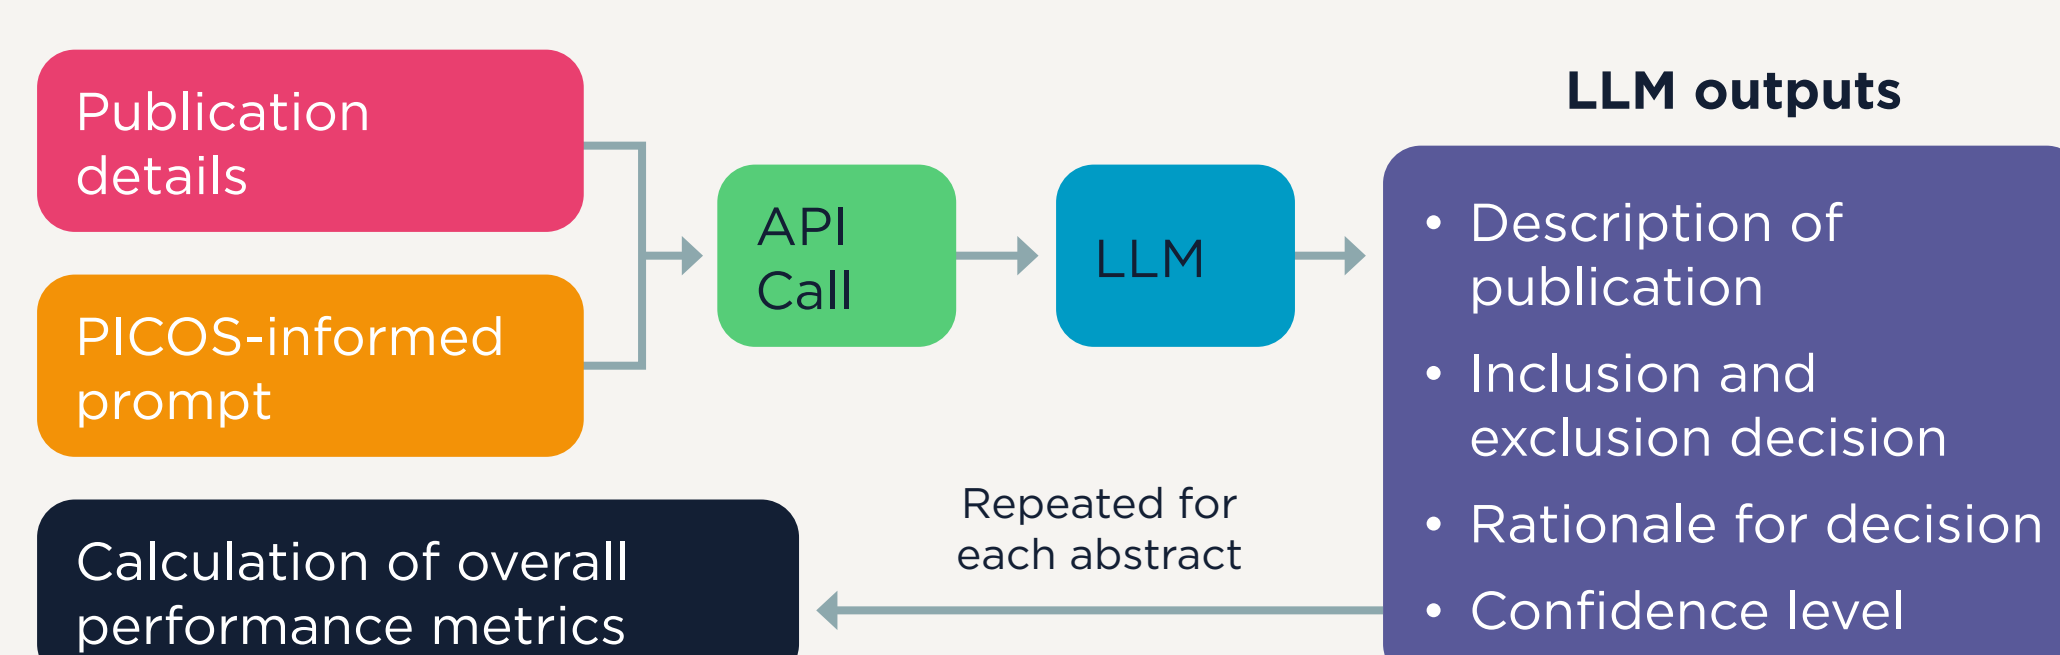 Publication
details
PICOS-informed
prompt
API
Call
LLM
LLM outputs
• Description of
publication
• Inclusion and
exclusion decision
• Rationale for decision
• Confidence level
Repeated for
each abstract
Calculation of overall
performance metrics